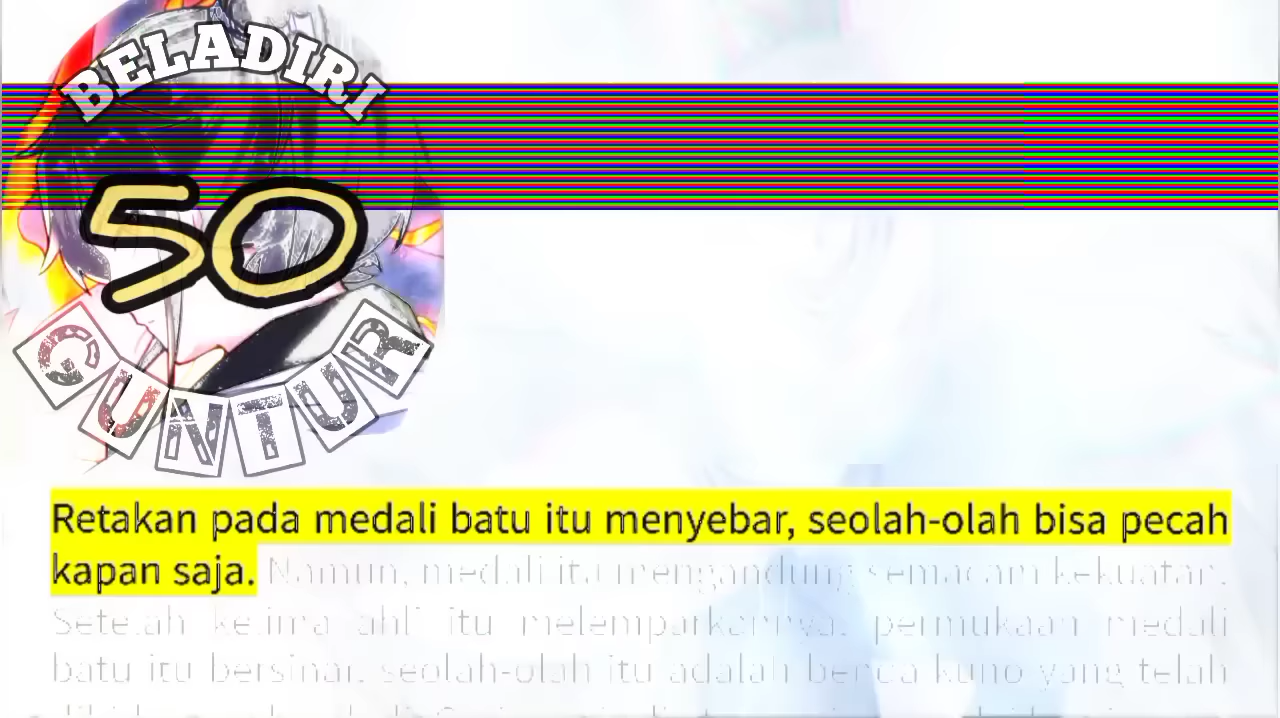 BELADIRI
50
GUNTUR
Retakan pada medali batu itu menyebar, seolah-olah bisa pecah
kapan saja. Namun, medali itu mengandung semacam kekuatan.
Setelah kelima ahli itu melemparkannya, permukaan medali
batu itu bersinar, seolah-olah itu adalah benda kuno yang telah